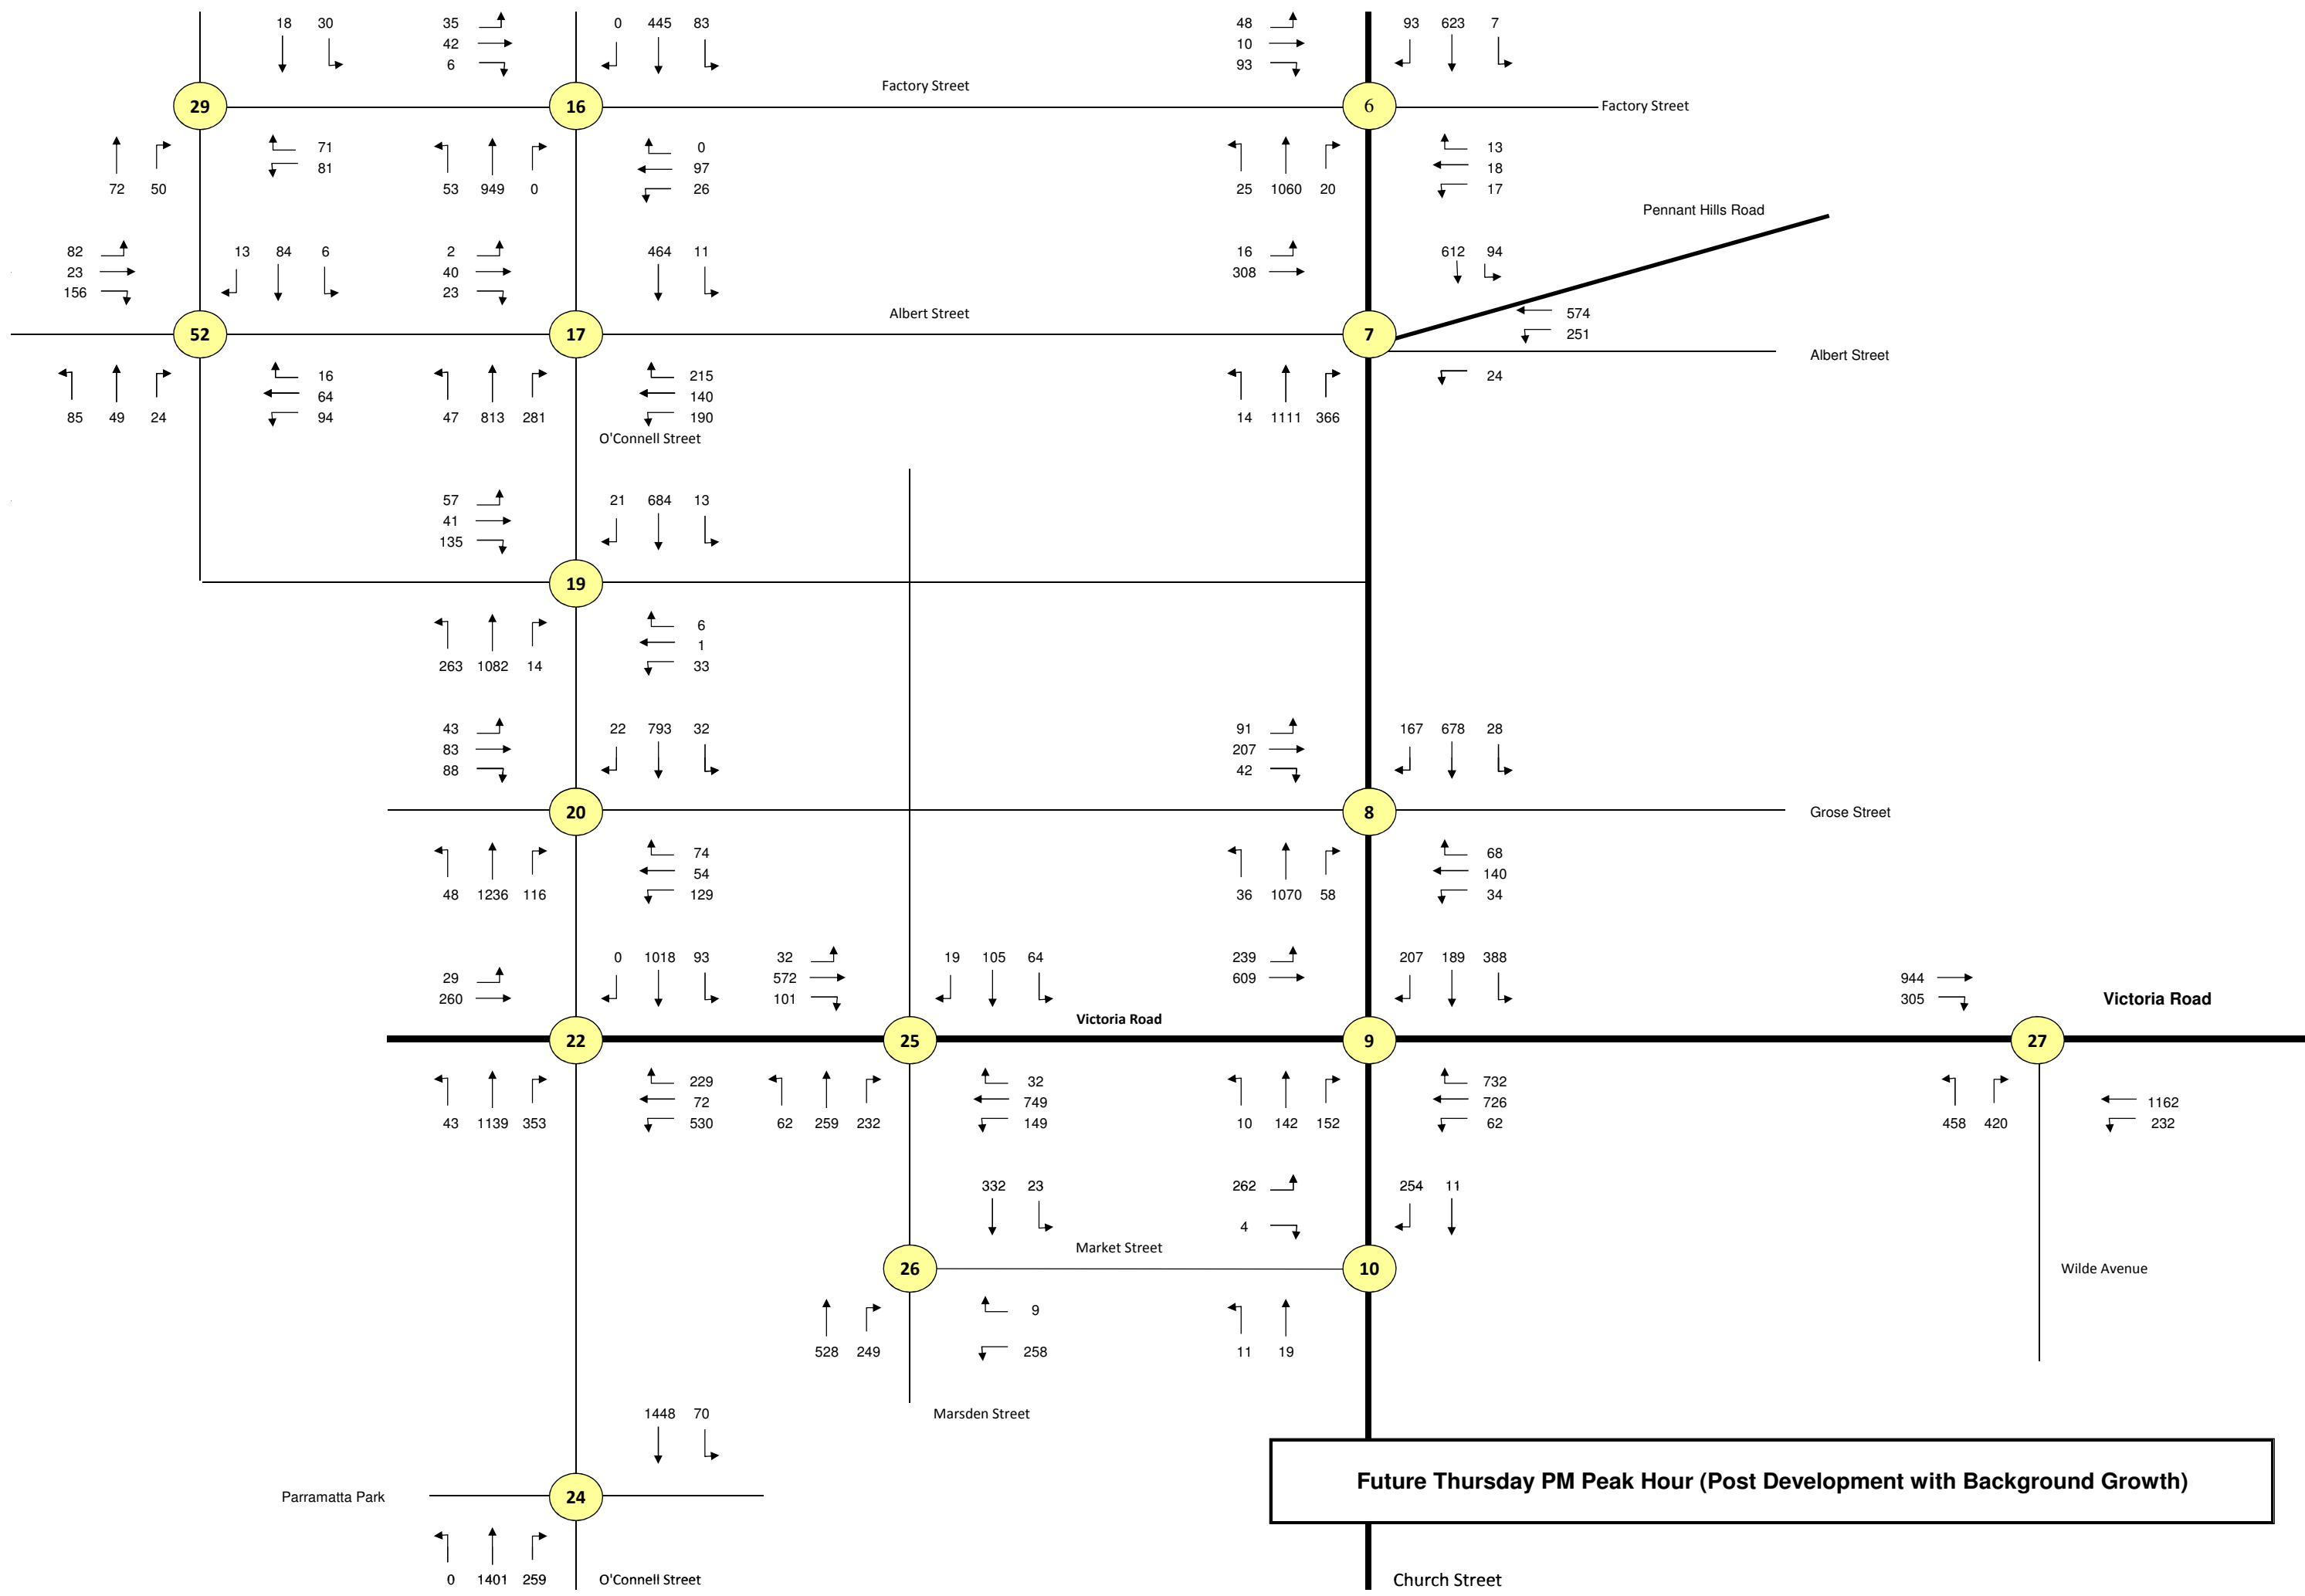 18 30 35 0 445 83 48 93 623 7
42 10
6 93
Factory Street
29 16 6 Factory Street
71 0 13
81 97 18
72 50 53 949 0 26 25 1060 20 17
Pennant Hills Road
82 13 84 6 2 464 11 16 612 94
23 40 308
156 23
Albert Street 574
52 17 7 251
Albert Street
16 215 24
64 140
85 49 24 94 47 813 281 190 14 1111 366
O'Connell Street
57 21 684 13
41
135
19
6
1
263 1082 14 33
43 22 793 32 91 167 678 28
83 207
88 42
20 8 Grose Street
74 68
54 140
48 1236 116 129 36 1070 58 34
0 1018 93 32 19 105 64 239 207 189 388
29 572 609 944
260 101 305 Victoria Road
Victoria Road
22 25 9 27
229 32 732
72 749 726 1162
43 1139 353 530 62 259 232 149 10 142 152 62 458 420 232
332 23 262 254 11
4
Market Street
26 10 Wilde Avenue
9
528 249 258 11 19
1448 70 Marsden Street
Future Thursday PM Peak Hour (Post Development with Background Growth)
Parramatta Park 24
0 1401 259 O'Connell Street Church Street